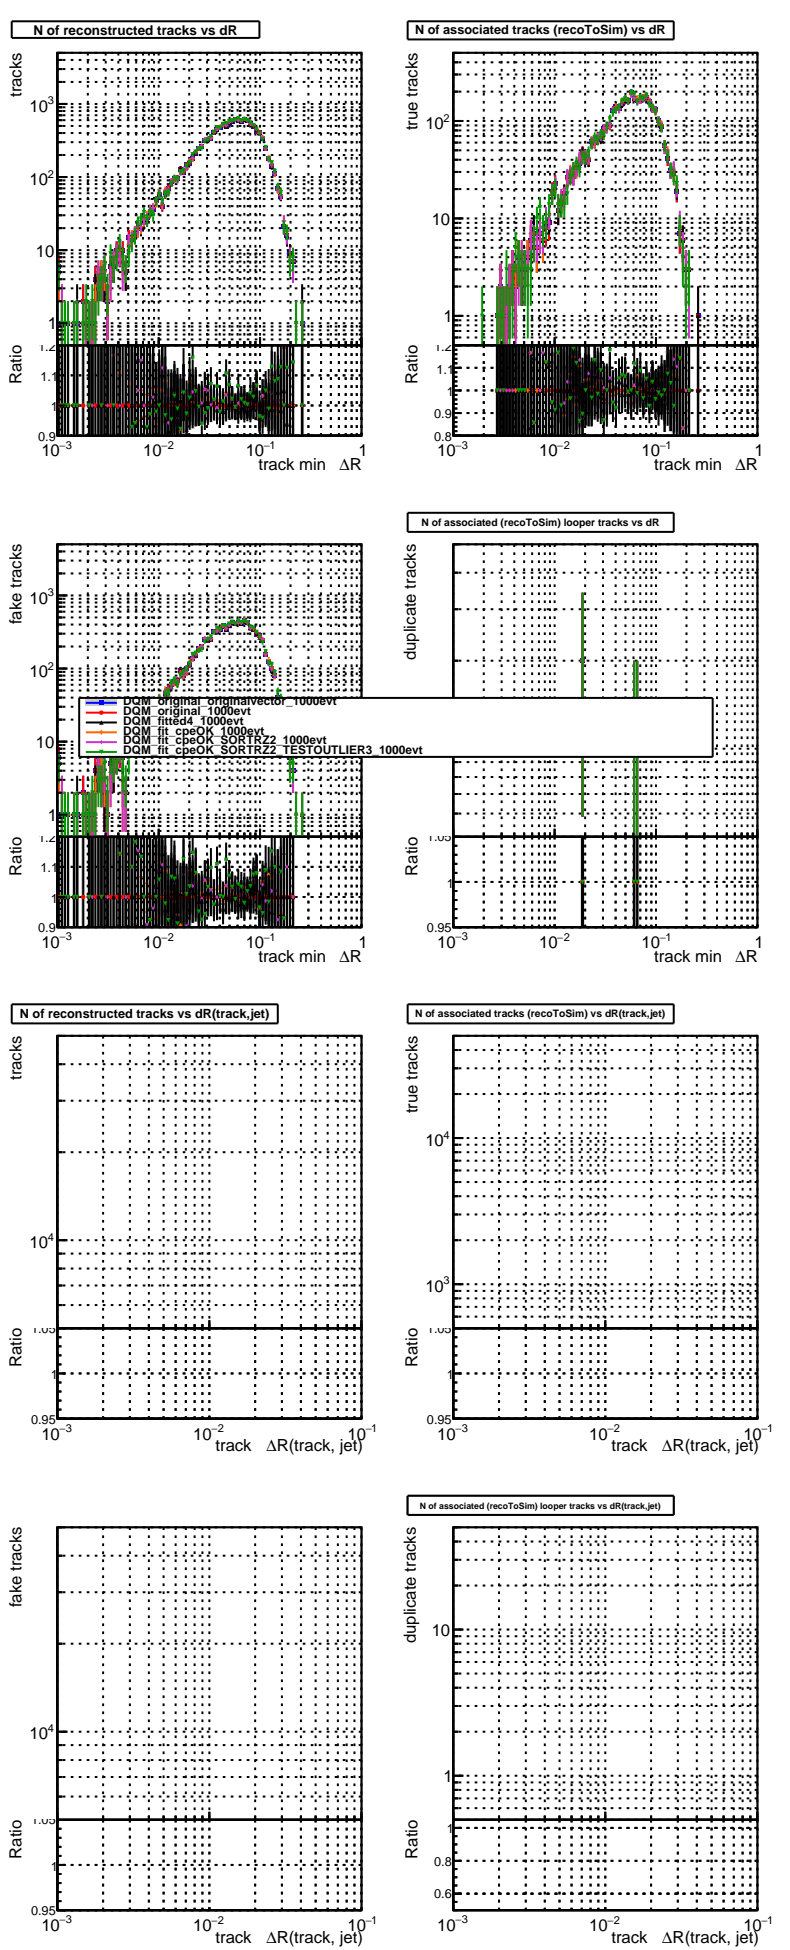 N of reconstructed tracks vs dR
tracks
10³
10²
10
1
Ratio
1.2
1.1
1
0.9
10⁻³ 10⁻² 10⁻¹ 1
track min ΔR
N of associated tracks (recoToSim) vs dR
true tracks
10²
10
1
Ratio
1.2
1.1
1
0.9
0.8
10⁻³ 10⁻² 10⁻¹ 1
track min ΔR
fake tracks
10³
10²
10
1
Ratio
1.2
1.1
1
0.9
10⁻³ 10⁻² 10⁻¹ 1
track min ΔR
N of associated (recoToSim) looper tracks vs dR
duplicate tracks
Ratio
1.05
1
0.95
10⁻³ 10⁻² 10⁻¹ 1
track min ΔR
DQM_original_originalvector_1000evt
DQM_original_1000evt
DQM_fitted4_1000evt
DQM_fit_cpeOK_1000evt
DQM_fit_cpeOK_SORTRZ2_1000evt
DQM_fit_cpeOK_SORTRZ2_TESTOUTLIER3_1000evt
N of reconstructed tracks vs dR(track,jet)
tracks
10⁴
Ratio
1.05
1
0.95
10⁻³ 10⁻² 10⁻¹
track ΔR(track, jet)
N of associated tracks (recoToSim) vs dR(track,jet)
true tracks
10⁴
10³
Ratio
1.05
1
0.95
10⁻³ 10⁻² 10⁻¹
track ΔR(track, jet)
fake tracks
10⁴
Ratio
1.05
1
0.95
10⁻³ 10⁻² 10⁻¹
track ΔR(track, jet)
N of associated (recoToSim) looper tracks vs dR(track,jet)
duplicate tracks
10
1
Ratio
1
0.8
0.6
10⁻³ 10⁻² 10⁻¹
track ΔR(track, jet)